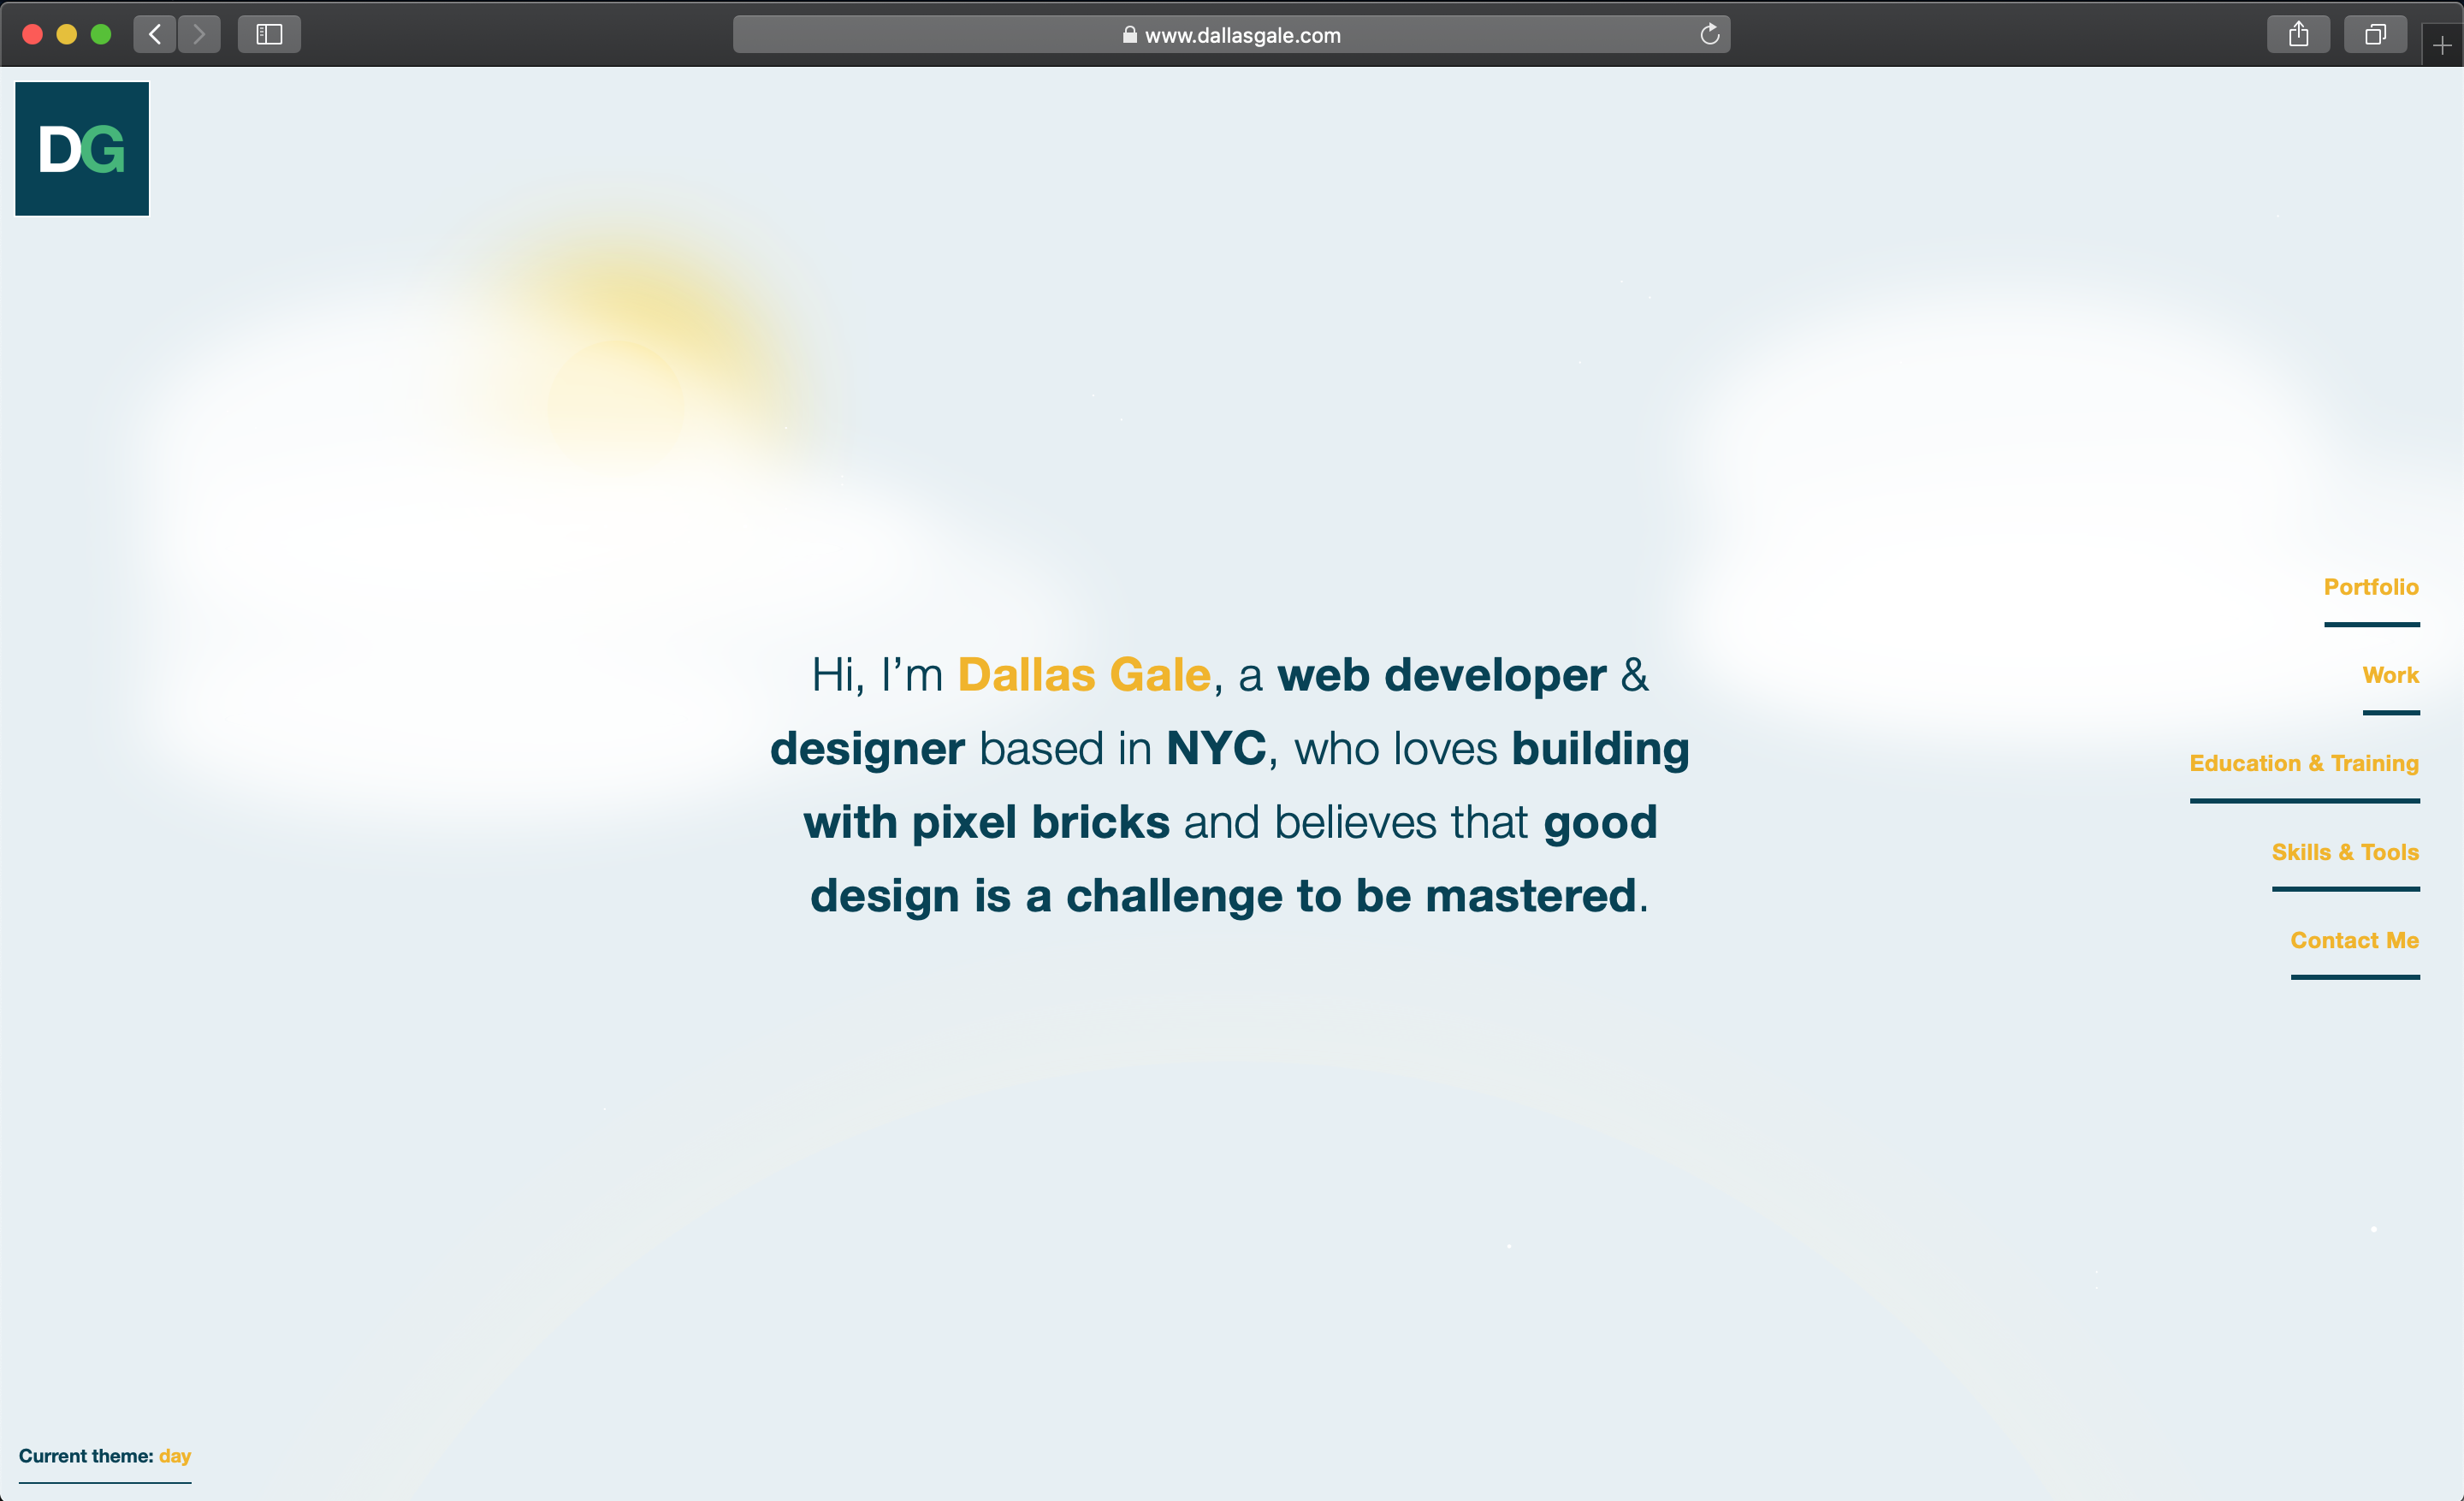 www.dallasgale.com
DG
Portfolio
Hi, I’m Dallas Gale, a web developer &
Work
designer based in NYC, who loves building
Education & Training
with pixel bricks and believes that good
Skills & Tools
design is a challenge to be mastered.
Contact Me
Current theme: day